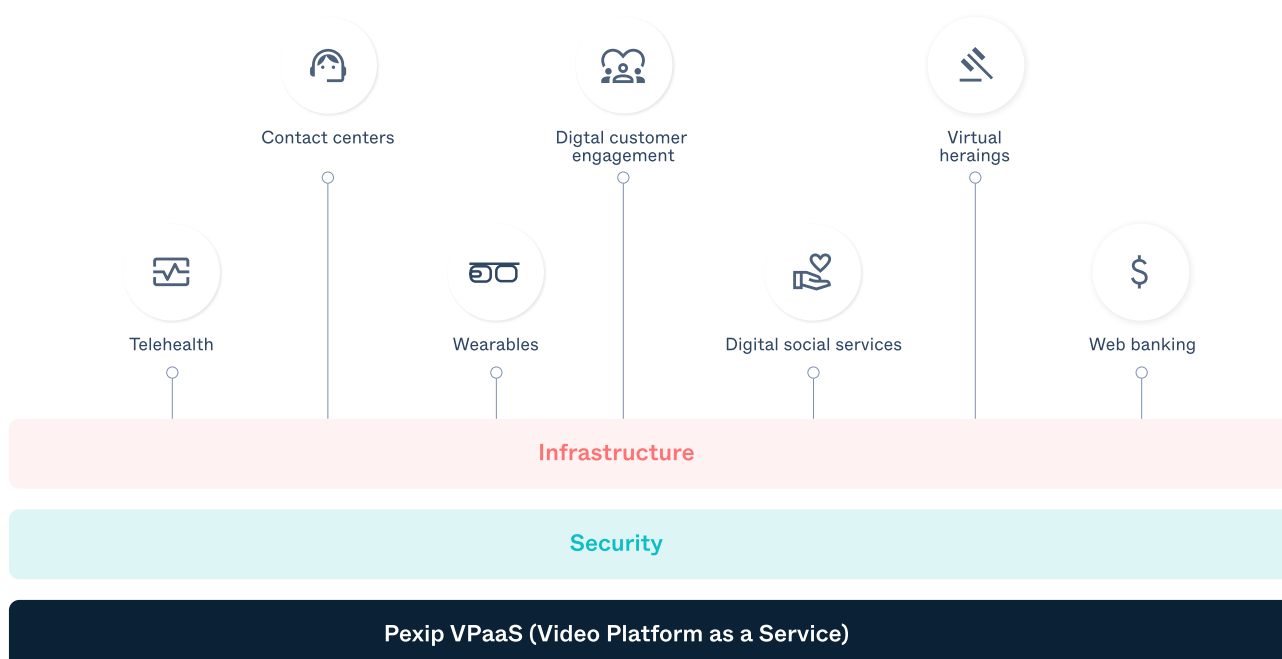 Contact centers
Digtal customer
engagement
Virtual
heraings
Telehealth
Wearables
Digital social services
$
Web banking
Infrastructure
Security
Pexip VPaaS (Video Platform as a Service)